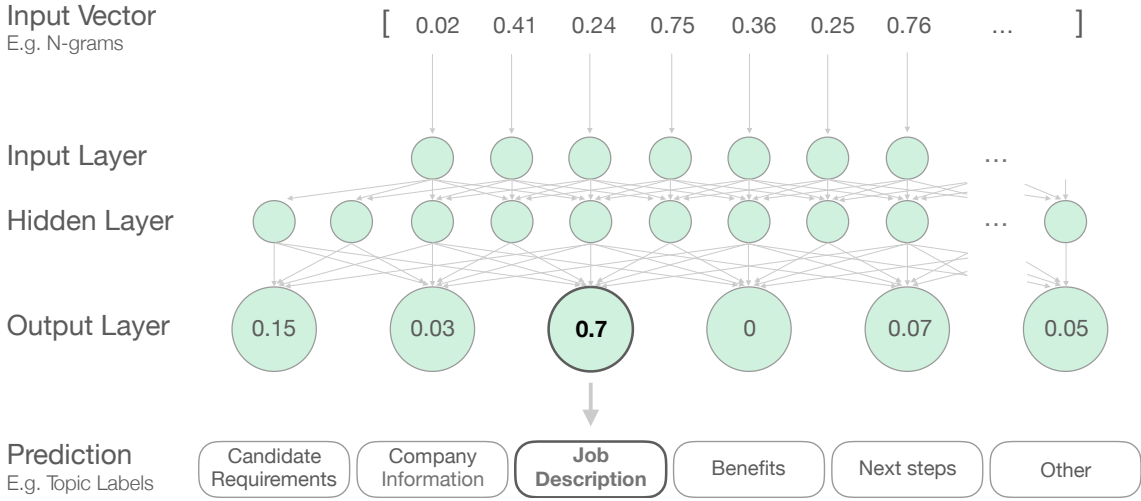 Input Vector
E.g. N-grams
[ 0.02 0.41 0.24 0.75 0.36 0.25 0.76 ... ]
Input Layer
...
Hidden Layer
...
Output Layer
0.15 0.03 0.7 0 0.07 0.05
Prediction
E.g. Topic Labels
Candidate
Requirements
Company
Information
Job
Description
Benefits
Next steps
Other